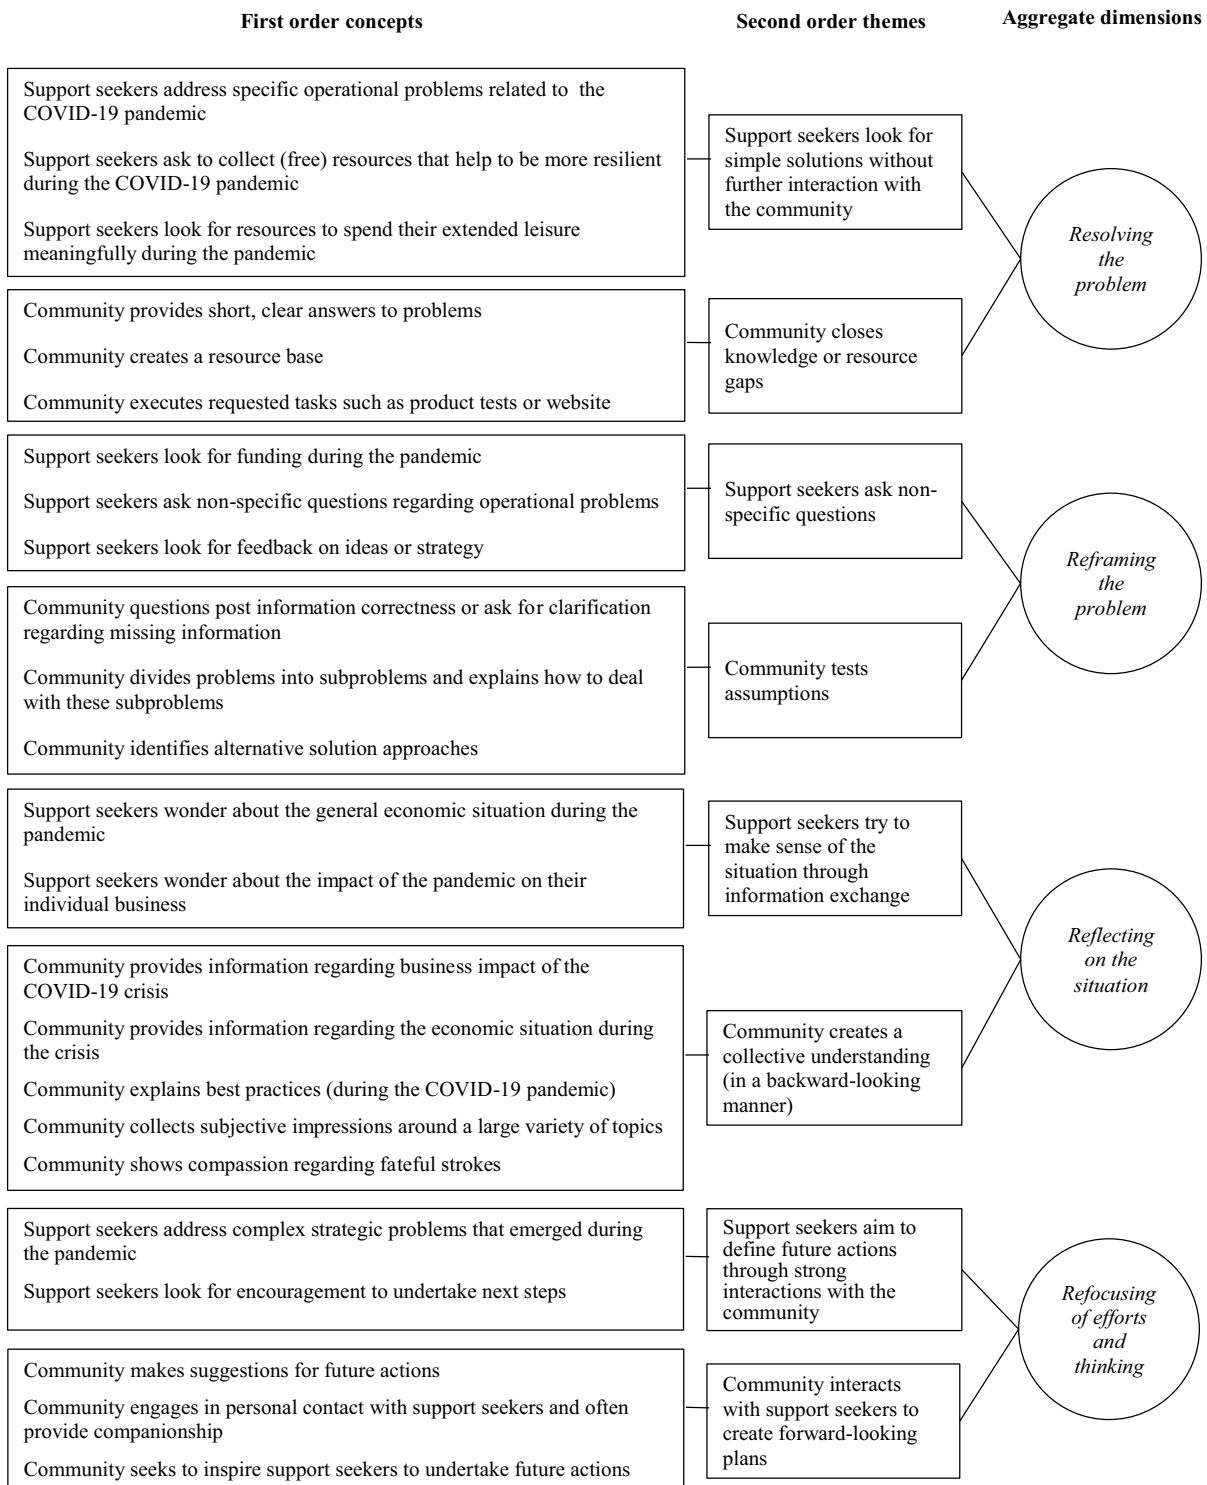 First order concepts
Second order themes
Aggregate dimensions
Support seekers address specific operational problems related to the
COVID-19 pandemic
Support seekers ask to collect (free) resources that help to be more resilient
during the COVID-19 pandemic
Support seekers look for resources to spend their extended leisure
meaningfully during the pandemic
Support seekers look for
simple solutions without
further interaction with
the community
Resolving
the
problem
Community provides short, clear answers to problems
Community creates a resource base
Community executes requested tasks such as product tests or website
Community closes
knowledge or resource
gaps
Support seekers look for funding during the pandemic
Support seekers ask non-specific questions regarding operational problems
Support seekers look for feedback on ideas or strategy
Support seekers ask non-
specific questions
Reframing
the
problem
Community questions post information correctness or ask for clarification
regarding missing information
Community divides problems into subproblems and explains how to deal
with these subproblems
Community identifies alternative solution approaches
Community tests
assumptions
Support seekers wonder about the general economic situation during the
pandemic
Support seekers wonder about the impact of the pandemic on their
individual business
Support seekers try to
make sense of the
situation through
information exchange
Reflecting
on the
situation
Community provides information regarding business impact of the
COVID-19 crisis
Community provides information regarding the economic situation during
the crisis
Community explains best practices (during the COVID-19 pandemic)
Community collects subjective impressions around a large variety of topics
Community shows compassion regarding fateful strokes
Community creates a
collective understanding
(in a backward-looking
manner)
Support seekers address complex strategic problems that emerged during
the pandemic
Support seekers look for encouragement to undertake next steps
Support seekers aim to
define future actions
through strong
interactions with the
community
Refocusing
of efforts
and
thinking
Community makes suggestions for future actions
Community engages in personal contact with support seekers and often
provide companionship
Community seeks to inspire support seekers to undertake future actions
Community interacts
with support seekers to
create forward-looking
plans